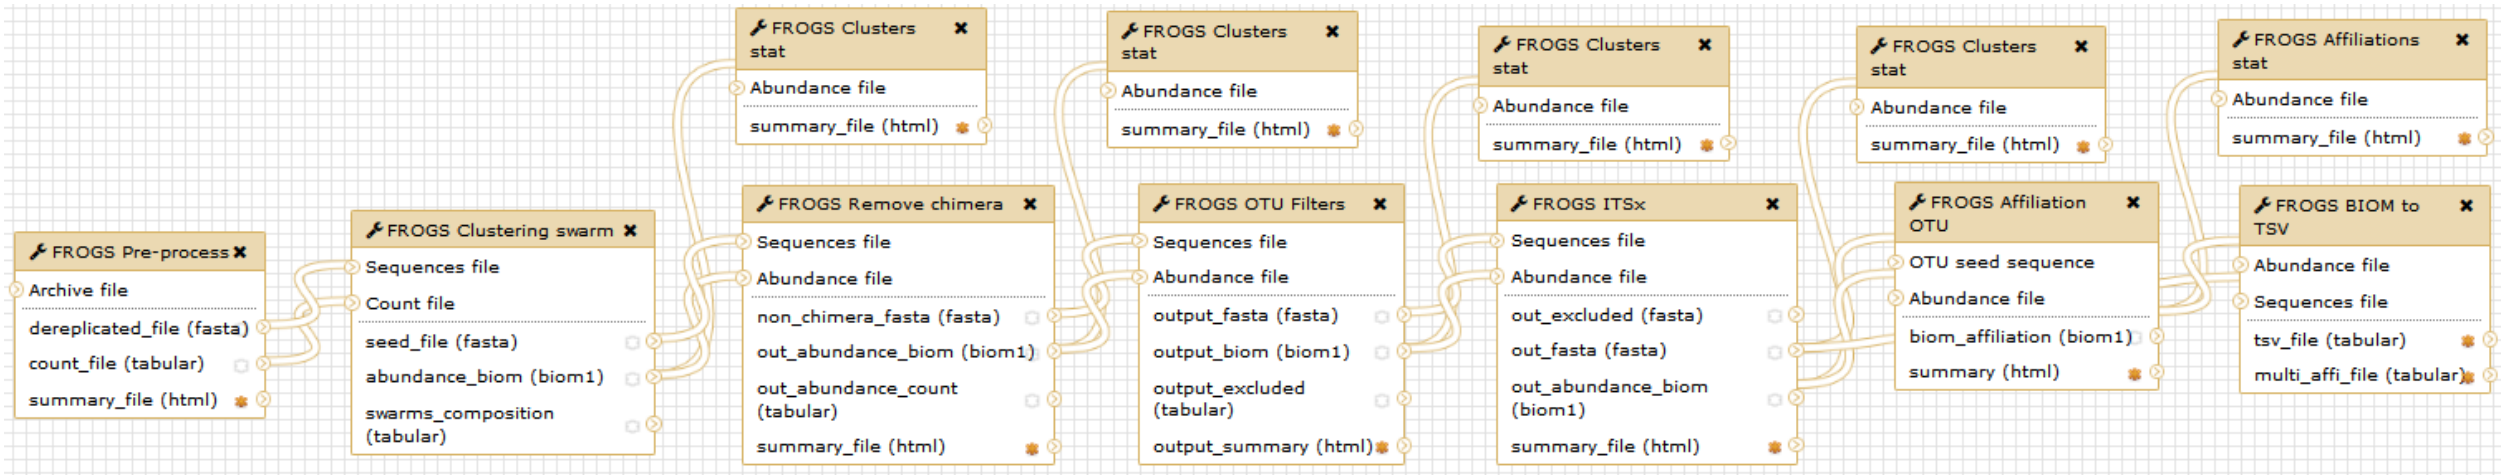 FROGS Pre-process
Archive file
dereplicated_file (fasta)
count_file (tabular)
summary_file (html)
FROGS Clustering swarm
Sequences file
Count file
seed_file (fasta)
abundance_biom (biom1)
swarms_composition
(tabular)
FROGS Clusters
stat
Abundance file
summary_file (html)
FROGS Remove chimera
Sequences file
Abundance file
non_chimera_fasta (fasta)
out_abundance_biom (biom1)
out_abundance_count
(tabular)
summary_file (html)
FROGS Clusters
stat
Abundance file
summary_file (html)
FROGS OTU Filters
Sequences file
Abundance file
output_fasta (fasta)
output_biom (biom1)
output_excluded
(tabular)
output_summary (html)
FROGS Clusters
stat
Abundance file
summary_file (html)
FROGS ITSx
Sequences file
Abundance file
out_excluded (fasta)
out_fasta (fasta)
out_abundance_biom
(biom1)
summary_file (html)
FROGS Clusters
stat
Abundance file
summary_file (html)
FROGS Affiliation
OTU
OTU seed sequence
Abundance file
biom_affiliation (biom1)
summary (html)
FROGS Affiliations
stat
Abundance file
summary_file (html)
FROGS BIOM to
TSV
Abundance file
Sequences file
tsv_file (tabular)
multi_affi_file (tabular)